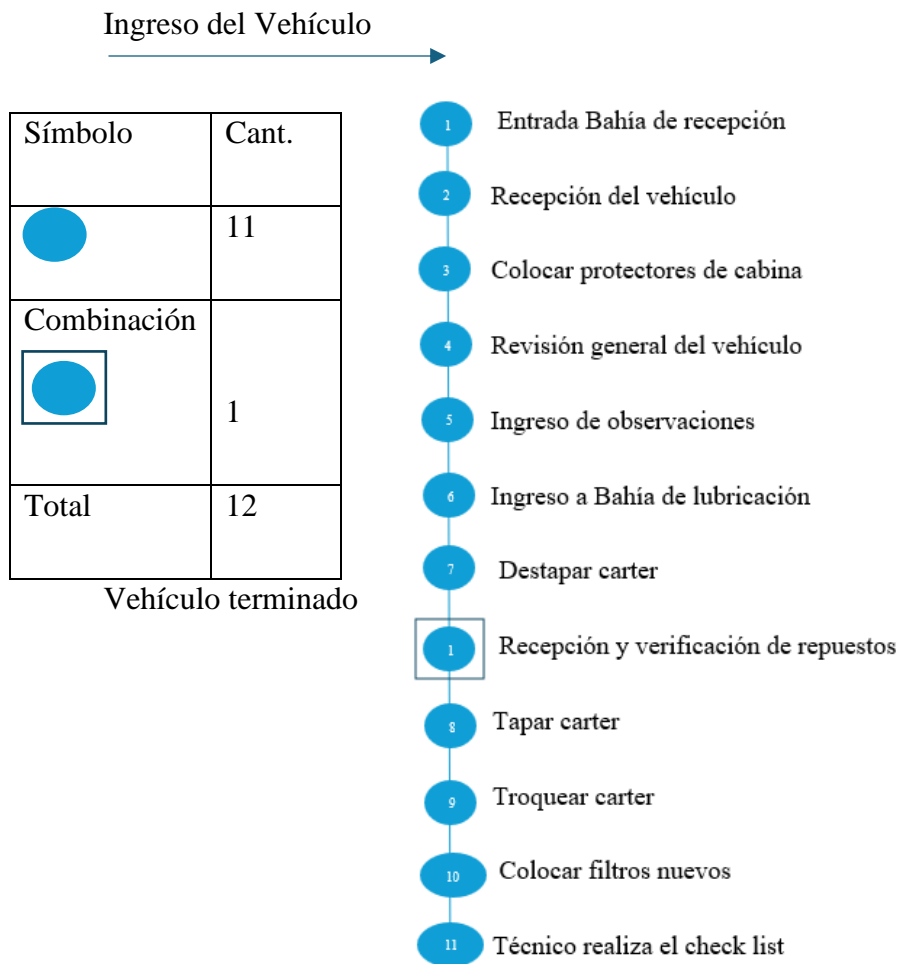 Ingreso del Vehículo
Símbolo Cant.
11
Combinación
1
Total 12
Vehículo terminado
1 Entrada Bahía de recepción
2 Recepción del vehículo
3 Colocar protectores de cabina
4 Revisión general del vehículo
5 Ingreso de observaciones
6 Ingreso a Bahía de lubricación
7 Destapar carter
1 Recepción y verificación de repuestos
8 Tapar carter
9 Troquear carter
10 Colocar filtros nuevos
11 Técnico realiza el check list